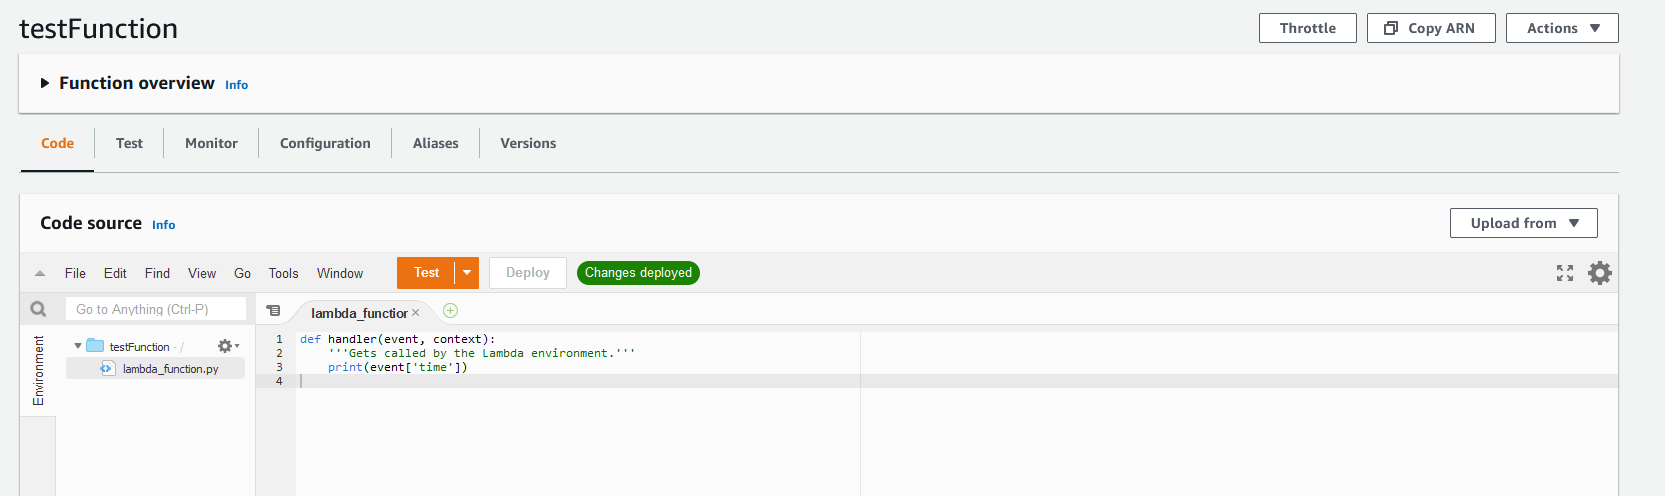 testFunction
Throttle
Copy ARN
Actions
Function overview Info
Code
Test
Monitor
Configuration
Aliases
Versions
Code source Info
Upload from
File Edit Find View Go Tools Window
Test
Deploy
Changes deployed
Go to Anything (Ctrl-P)
lambda_function
Environment
testFunction - /
lambda_function.py
1 def handler(event, context):
2 '''Gets called by the Lambda environment.'''
3 print(event['time'])
4